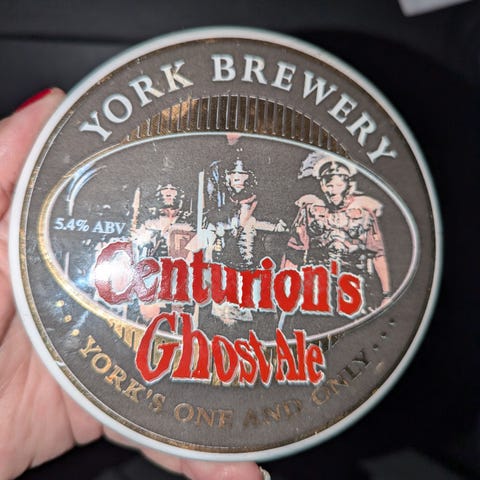 YORK BREWERY
5.4% ABV
Centurion's
Ghost Ale
...YORK'S ONE AND ONLY...